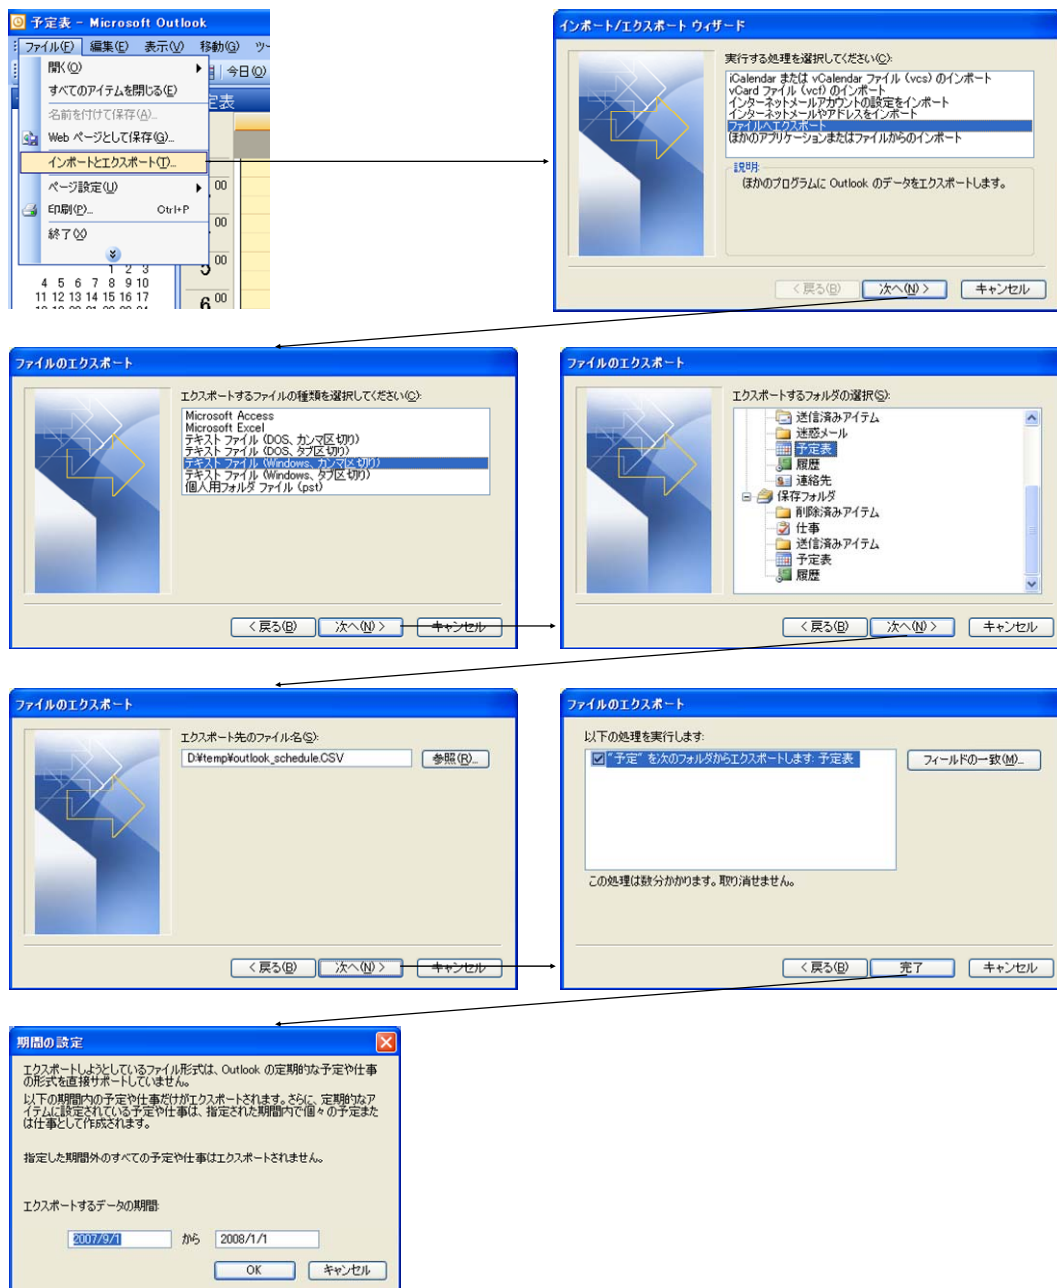 予定表 - Microsoft Outlook
ファイル(F) 編集(E) 表示(V) 移動(G)
開く(O)
今日(O)
すべてのアイテムを閉じる(E)
名前を付けて保存(A)...
Web ページとして保存(G)...
インポートとエクスポート(T)...
ページ設定(U)
印刷(P)... Ctrl+P
終了(X)
1 2 3
4 5 6 7 8 9 10
11 12 13 14 15 16 17
00
00
5 00
6 00
インポート/エクスポート ウィザード
実行する処理を選択してください(C):
iCalendar または vCalendar ファイル (vcs) のインポート
vCard ファイル (vcf) のインポート
インターネットメールアカウントの設定をインポート
インターネットメールやアドレスをインポート
ファイルへエクスポート
ほかのアプリケーションまたはファイルからのインポート
説明:
ほかのプログラムに Outlook のデータをエクスポートします。
< 戻る(B) 次へ(N) > キャンセル
ファイルのエクスポート
エクスポートするファイルの種類を選択してください(C):
Microsoft Access
Microsoft Excel
テキスト ファイル (DOS、カンマ区切り)
テキスト ファイル (DOS、タブ区切り)
テキスト ファイル (Windows、カンマ区切り)
テキスト ファイル (Windows、タブ区切り)
個人用フォルダ ファイル (pst)
< 戻る(B) 次へ(N) > キャンセル
ファイルのエクスポート
エクスポートするフォルダの選択(S):
送信済みアイテム
迷惑メール
予定表
履歴
連絡先
保存フォルダ
削除済みアイテム
仕事
送信済みアイテム
予定表
履歴
< 戻る(B) 次へ(N) > キャンセル
ファイルのエクスポート
エクスポート先のファイル名(S):
D:¥temp¥outlook_schedule.CSV 参照(R)...
< 戻る(B) 次へ(N) > キャンセル
ファイルのエクスポート
以下の処理を実行します:
"予定" を次のフォルダからエクスポートします: 予定表
フィールドの一致(M)...
この処理は数分かかります。取り消せません。
< 戻る(B) 完了 キャンセル
期間の設定
エクスポートしようとしているファイル形式は、Outlook の定期的な予定や仕事
の形式を直接サポートしていません。
以下の期間内の予定や仕事だけがエクスポートされます。さらに、定期的なア
イテムに設定されている予定や仕事は、指定された期間内で個々の予定また
は仕事として作成されます。
指定した期間外のすべての予定や仕事はエクスポートされません。
エクスポートするデータの期間:
2007/9/1 から 2008/1/1
OK キャンセル